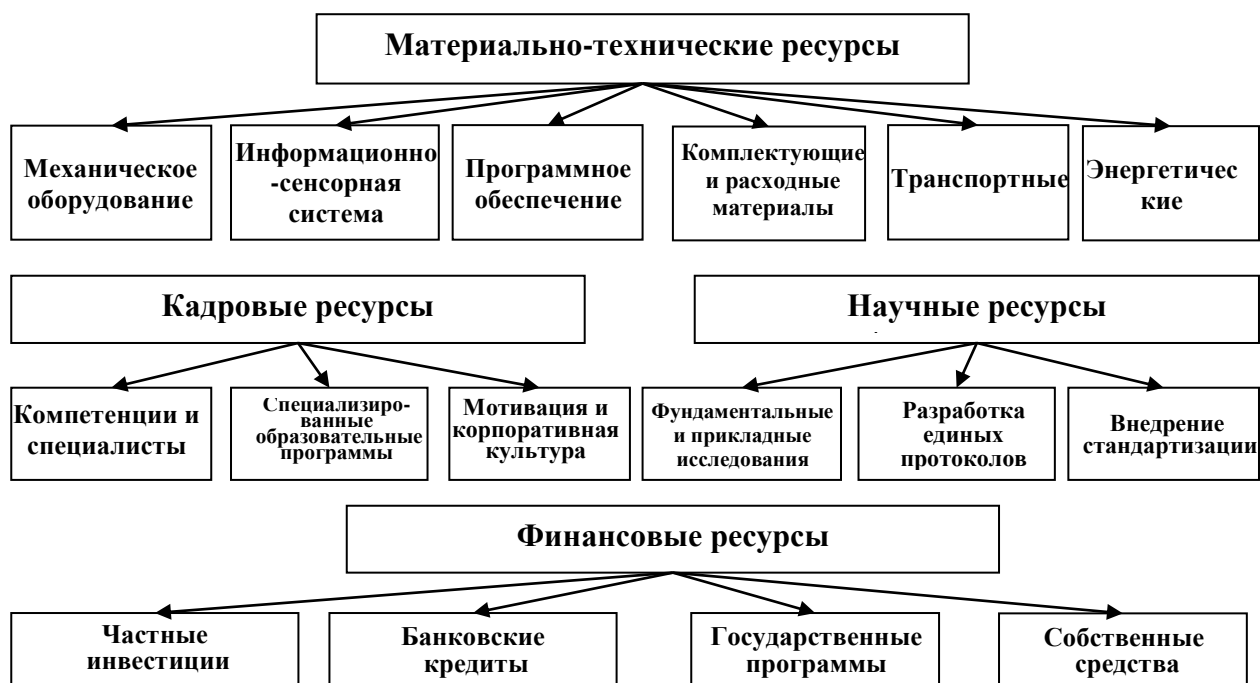 Материально-технические ресурсы
Механическое
оборудование
Информационно
-сенсорная
система
Программное
обеспечение
Комплектующие
и расходные
материалы
Транспортные
Энергетичес
кие
Кадровые ресурсы
Научные ресурсы
Компетенции и
специалисты
Специализиро-
ванные
образовательные
программы
Мотивация и
корпоративная
культура
Фундаментальные
и прикладные
исследования
Разработка
единых
протоколов
Внедрение
стандартизации
Финансовые ресурсы
Частные
инвестиции
Банковские
кредиты
Государственные
программы
Собственные
средства